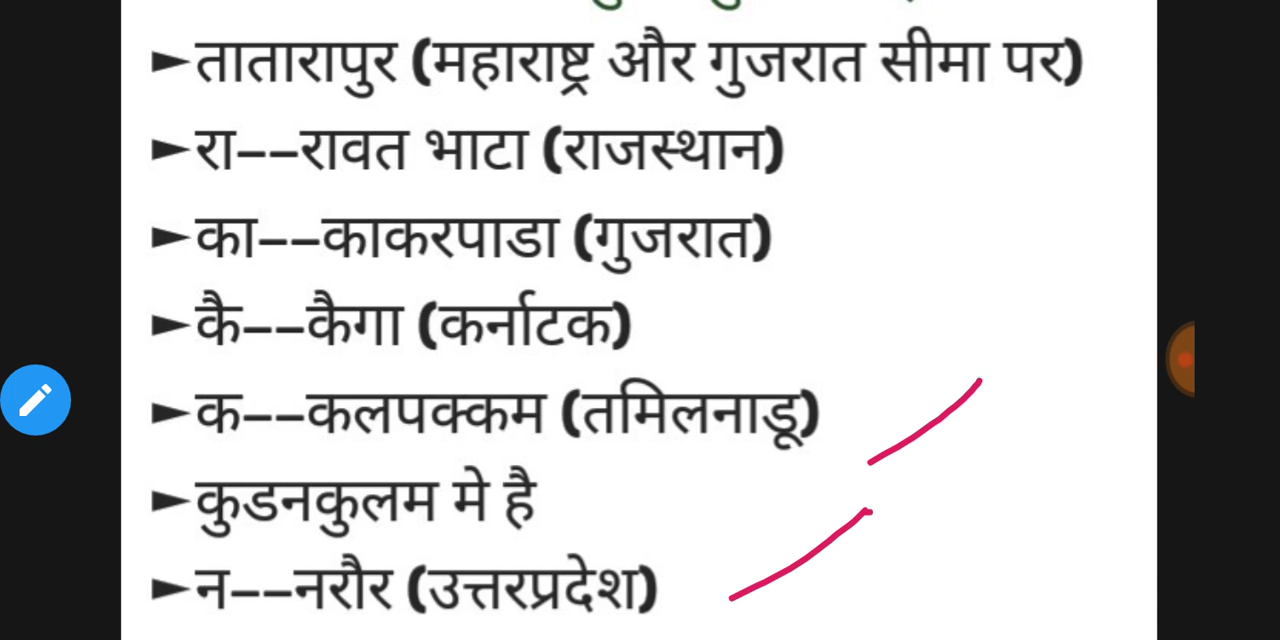 ►तातारापुर (महाराष्ट्र और गुजरात सीमा पर)
►रा––रावत भाटा (राजस्थान)
►का––काकरपाडा (गुजरात)
►कै––कैगा (कर्नाटक)
►क––कलपक्कम (तमिलनाडू)
►कुडनकुलम मे है
►न––नरौर (उत्तरप्रदेश)